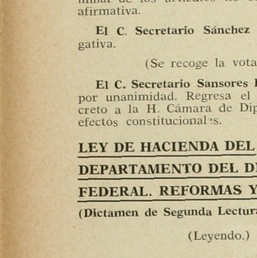 afirmativa.
El C. Secretario Sánchez
gativa.
(Se recoge la vota
El C. Secretario Sansores
por unanimidad. Regresa el
creto a la H. Cámara de Dip
efectos constitucionales.
LEY DE HACIENDA DEL
DEPARTAMENTO DEL DI
FEDERAL. REFORMAS Y
(Dictamen de Segunda Lectura
(Leyendo.)